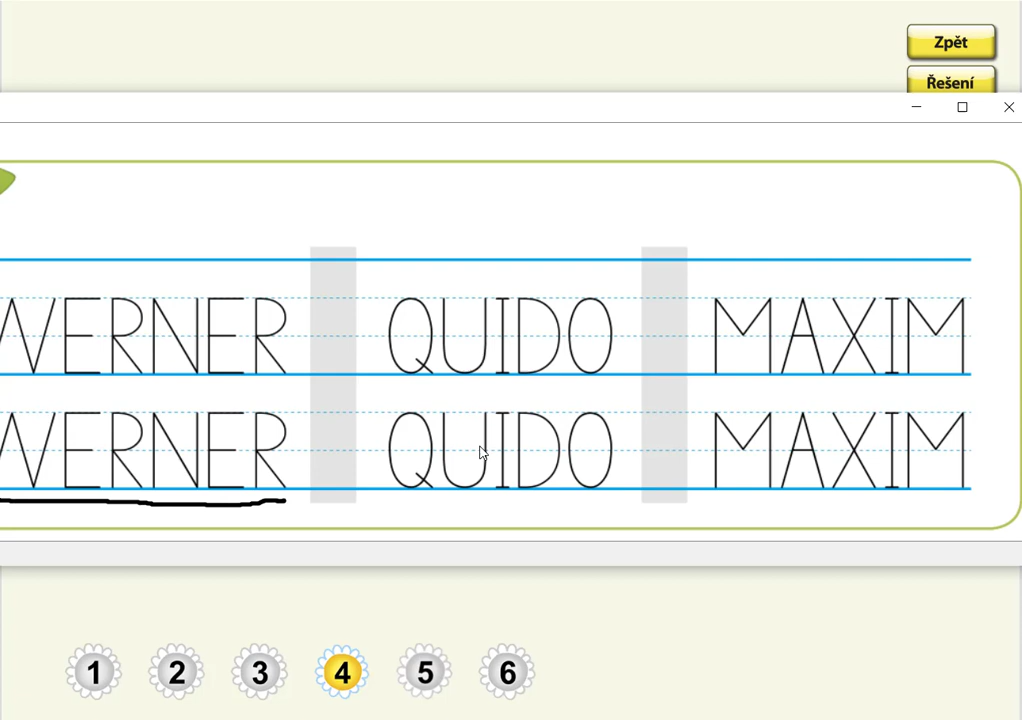 Zpět
Řešení
WERNER QUIDO MAXIM
WERNER QUIDO MAXIM
1 2 3 4 5 6